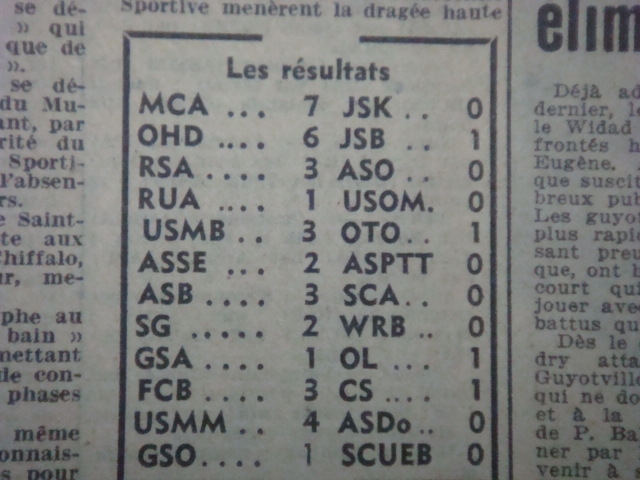 se dé-
» qui
que de
».
se dé-
du Mu-
ant, par
rité du
Sporti-
l'absen-
rs.
e Saint-
te aux
Chiffalo,
ur, me-
phe au
bain »
mettant
de con-
phases
même
onnais-
s pour
Sportive menèrent la dragée haute
Les résultats
MCA ... 7 JSK .. 0
OHD .... 6 JSB .. 1
RSA .... 3 ASO .. 0
RUA .... 1 USOM. 0
USMB .. 3 OTO .. 1
ASSE ... 2 ASPTT 0
ASB .... 3 SCA .. 0
SG ..... 2 WRB .. 0
GSA .... 1 OL ... 1
FCB .... 3 CS .... 1
USMM .. 4 ASDo .. 0
GSO .... 1 SCUEB 0
élim
Déjà ad
dernier, le
le Widad
frontés h
Eugène.
que suscit
breux pub
Les guyo
plus rapi
sant preu
que, ont
court qui
jouer ave
battus qu
Dès le
dry atta
Guyotvill
qui ne do
et à la
de P. Ba
ner par
venir à s